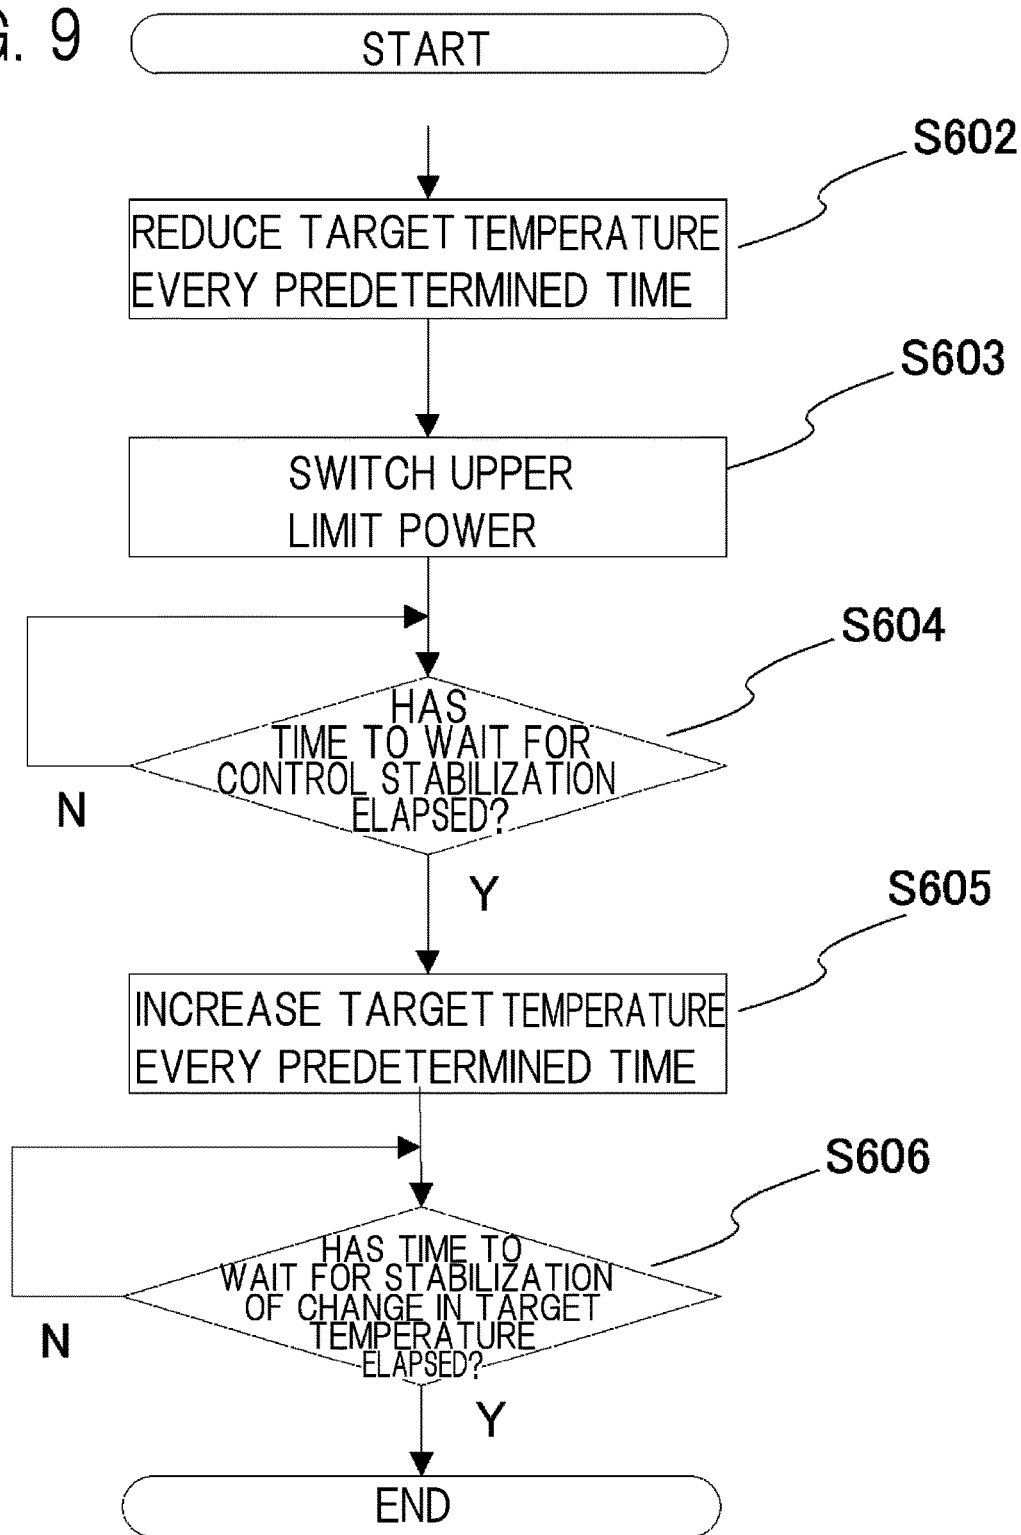 G. 9
START
S602
REDUCE TARGET TEMPERATURE
EVERY PREDETERMINED TIME
S603
SWITCH UPPER
LIMIT POWER
S604
HAS
TIME TO WAIT FOR
CONTROL STABILIZATION
ELAPSED?
N
Y
S605
INCREASE TARGET TEMPERATURE
EVERY PREDETERMINED TIME
S606
HAS TIME TO
WAIT FOR STABILIZATION
OF CHANGE IN TARGET
TEMPERATURE
ELAPSED?
N
Y
END